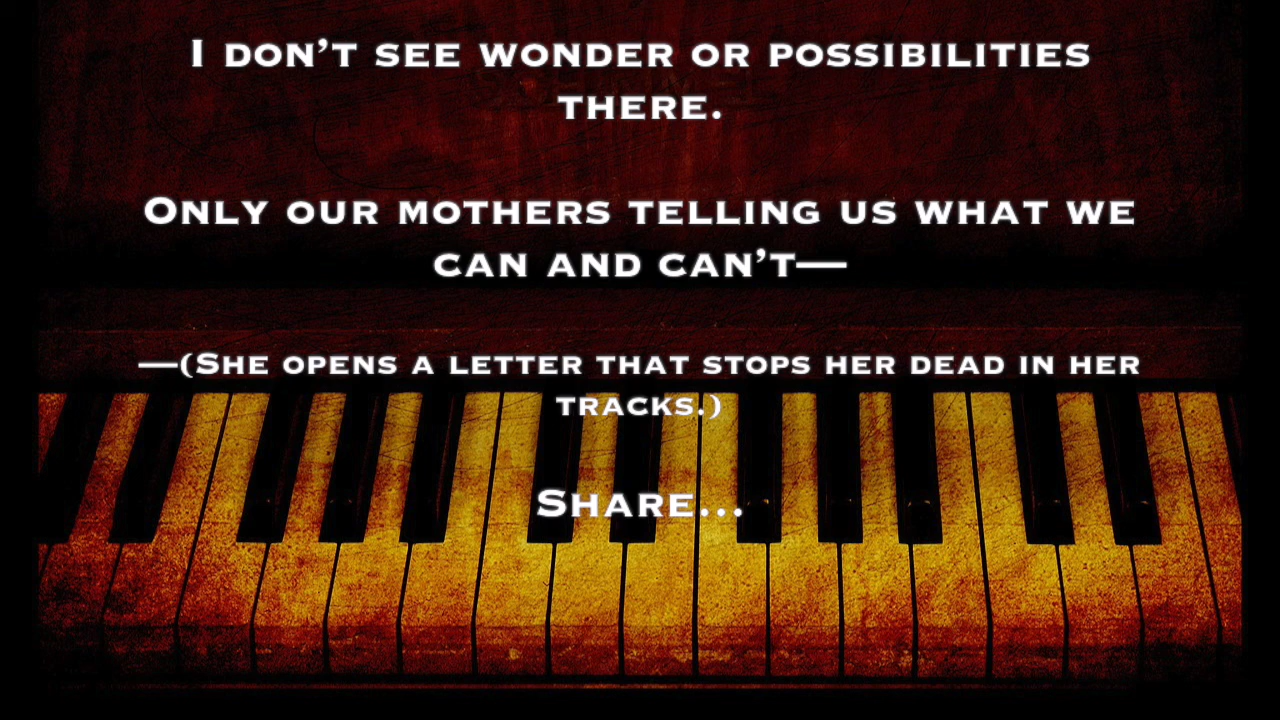 I don't see wonder or possibilities
there.
Only our mothers telling us what we
can and can't—
—(She opens a letter that stops her dead in her
tracks.)
Share...